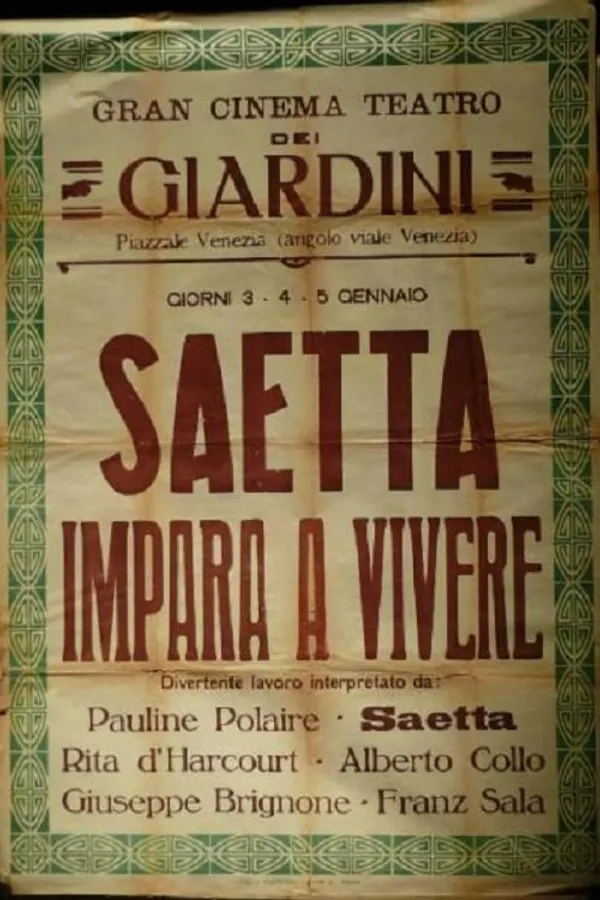 GRAN CINEMA TEATRO
DEI
GIARDINI
Piazzale Venezia (angolo viale Venezia)
GIORNI 3 - 4 - 5 GENNAIO
SAETTA
IMPARA A VIVERE
Divertente lavoro interpretato da:
Pauline Polaire · Saetta
Rita d'Harcourt · Alberto Collo
Giuseppe Brignone · Franz Sala